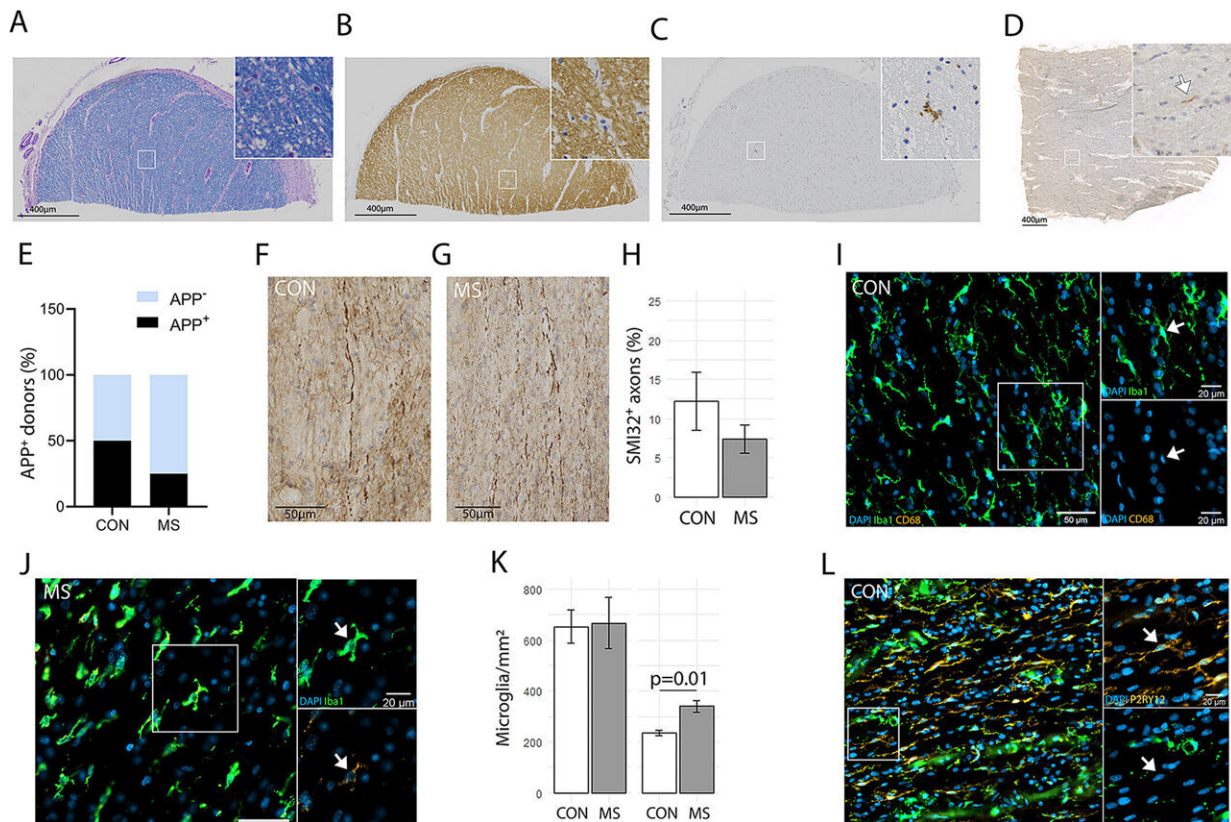 A
B
C
D
400μm
400μm
400μm
400μm
E
150
100
50
0
APP+ donors (%)
APP-
APP+
CON
MS
F
CON
50μm
G
MS
50μm
H
SMI32+ axons (%)
25
20
15
12
10
5
0
CON
MS
I
CON
DAPI Iba1 CD68
50 μm
DAPI Iba1
20 μm
DAPI CD68
20 μm
J
MS
DAPI Iba1
20 μm
K
Microglia/mm²
800
600
400
200
0
p=0.01
CON
MS
CON
MS
L
CON
DAPI P2RY12
20 μm